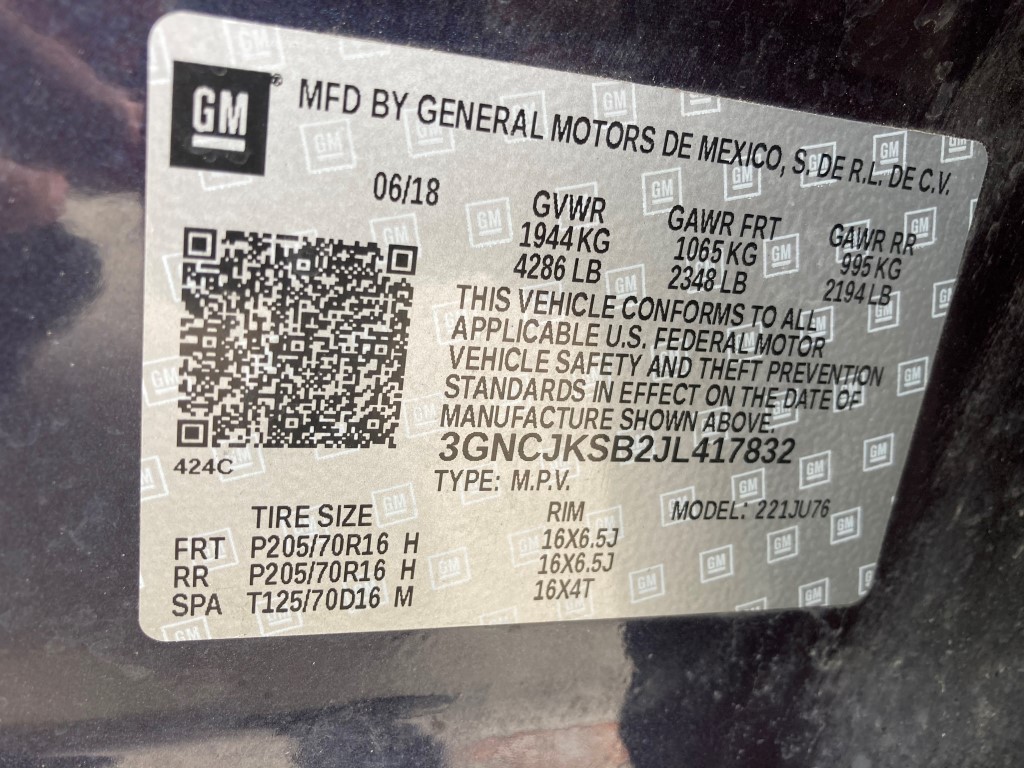 GM® MFD BY GENERAL MOTORS DE MEXICO, S. DE R.L. DE C.V.
06/18
GVWR GAWR FRT GAWR RR
1944 KG 1065 KG 995 KG
4286 LB 2348 LB 2194 LB
THIS VEHICLE CONFORMS TO ALL
APPLICABLE U.S. FEDERAL MOTOR
VEHICLE SAFETY AND THEFT PREVENTION
STANDARDS IN EFFECT ON THE DATE OF
MANUFACTURE SHOWN ABOVE.
3GNCJKSB2JL417832
424C
TYPE: M.P.V. MODEL: 221JU76
TIRE SIZE RIM
FRT P205/70R16 H 16X6.5J
RR P205/70R16 H 16X6.5J
SPA T125/70D16 M 16X4T